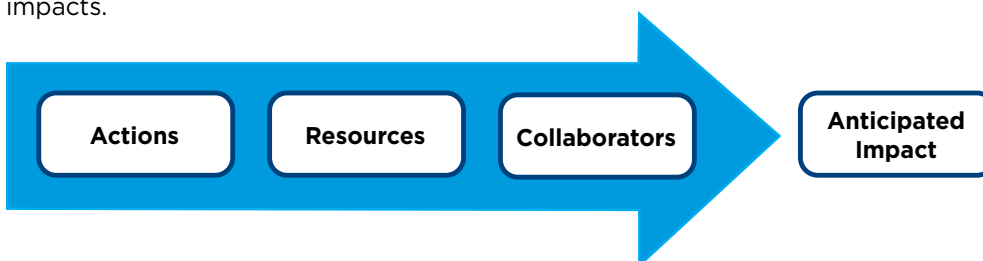 impacts.
Actions
Resources
Collaborators
Anticipated
Impact